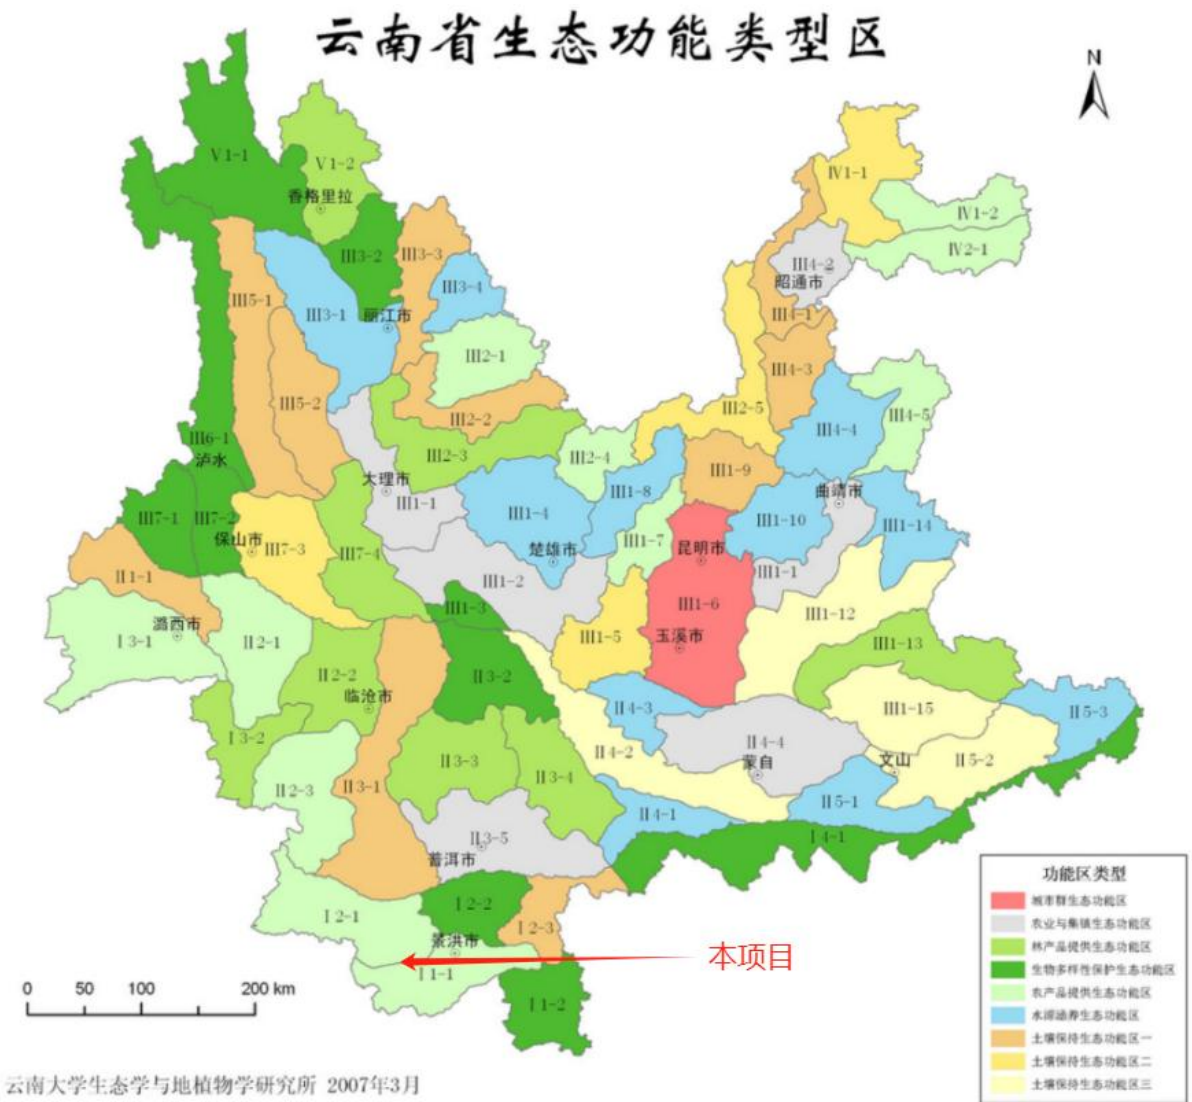 云南省生态功能类型区
N
V1-1
V1-2
香格里拉
IV1-1
IV1-2
IV2-1
III3-2
III3-3
III4-2
昭通市
III3-4
III5-1
III3-1
丽江市
III4-1
III2-1
III4-3
III5-2
III2-2
III2-5
III4-5
III4-4
III6-1
泸水
III2-3
III2-4
III1-9
大理市
III1-1
III1-8
曲靖市
III7-1
III7-2
III1-4
III1-10
III1-14
保山市
III7-3
III7-4
楚雄市
III1-7
昆明市
II1-1
III1-2
III1-1
III1-3
III1-6
III1-12
潞西市
I3-1
II2-1
III1-5
玉溪市
III1-13
II2-2
II3-2
临沧市
II4-3
III1-15
II5-3
I3-2
II4-2
II4-4
蒙自
文山
II5-2
II3-3
II3-4
II2-3
II3-1
II5-1
II4-1
II3-5
普洱市
I4-1
I2-2
I2-1
I2-3
景洪市
本项目
I1-1
I1-2
0 50 100 200 km
功能区类型
城市群生态功能区
农业与集镇生态功能区
林产品提供生态功能区
生物多样性保护生态功能区
农产品提供生态功能区
水源涵养生态功能区
土壤保持生态功能区一
土壤保持生态功能区二
土壤保持生态功能区三
云南大学生态学与地植物学研究所 2007年3月